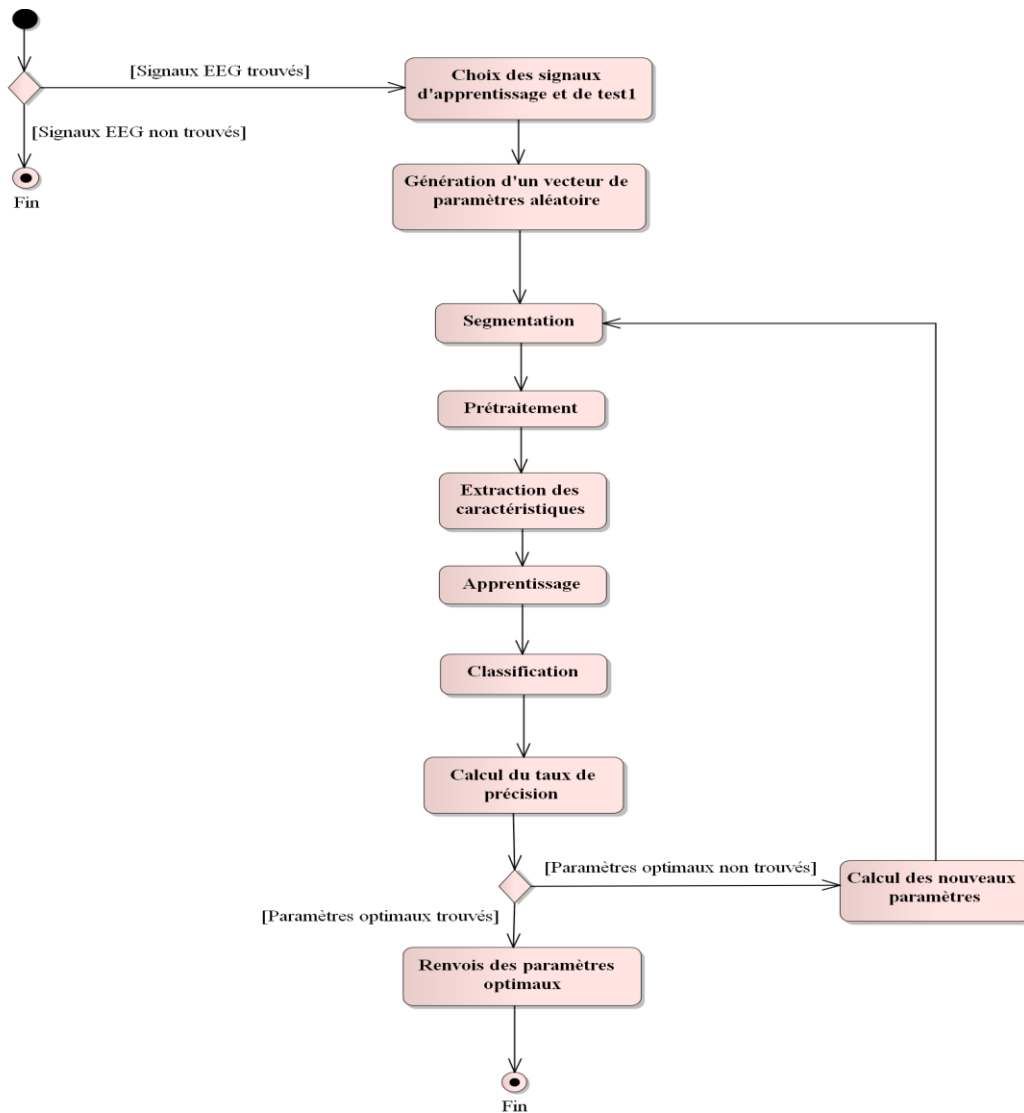 [Signaux EEG trouvés]
Choix des signaux
d'apprentissage et de test1
[Signaux EEG non trouvés]
Fin
Génération d'un vecteur de
paramètres aléatoire
Segmentation
Prétraitement
Extraction des
caractéristiques
Apprentissage
Classification
Calcul du taux de
précision
[Paramètres optimaux non trouvés]
Calcul des nouveaux
paramètres
[Paramètres optimaux trouvés]
Renvois des paramètres
optimaux
Fin